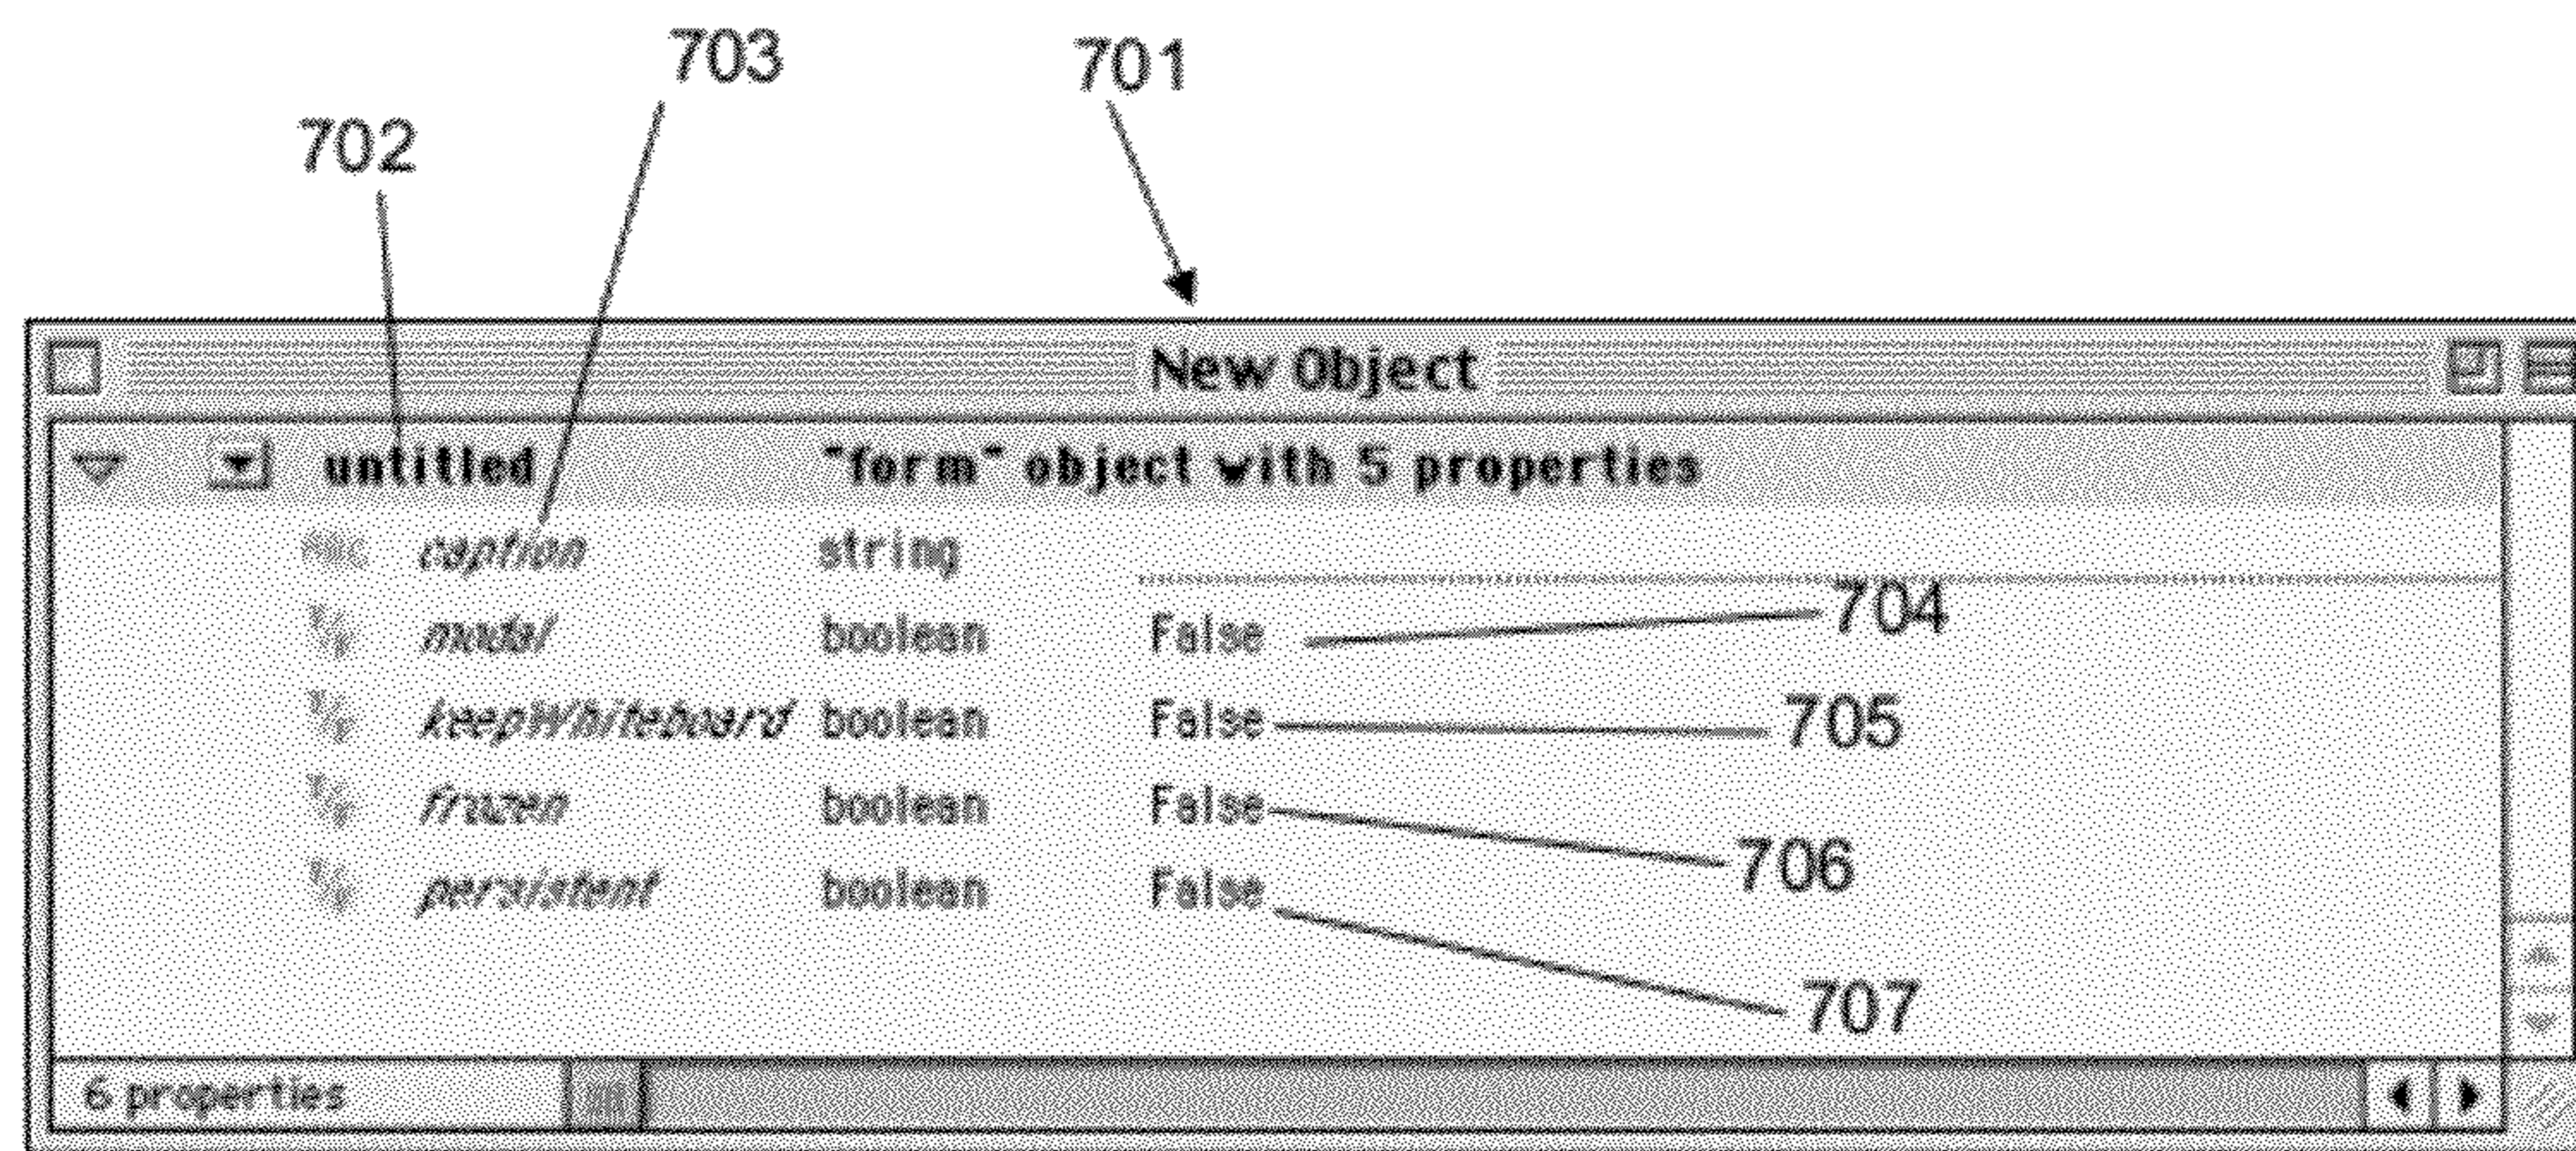 703
701
702
New Object
untitled "form" object with 5 properties
ABC caption string
modal boolean False 704
keepWhiteboard boolean False 705
frozen boolean False
706
persistent boolean False
707
6 properties